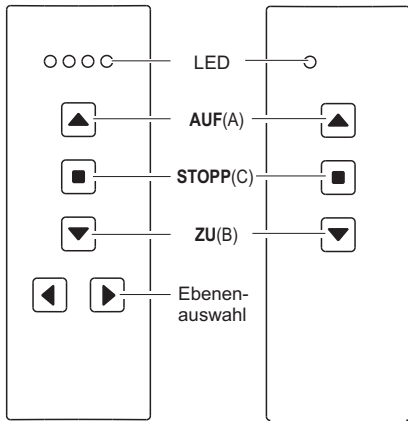 LED
AUF(A)
STOPP(C)
ZU(B)
Ebenen-
auswahl